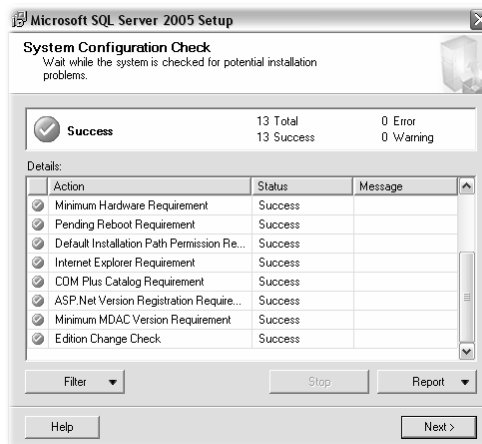 Microsoft SQL Server 2005 Setup
System Configuration Check
Wait while the system is checked for potential installation
problems.
Success
13 Total
0 Error
13 Success
0 Warning
Details:
Action Status Message
Minimum Hardware Requirement Success
Pending Reboot Requirement Success
Default Installation Path Permission Re... Success
Internet Explorer Requirement Success
COM Plus Catalog Requirement Success
ASP.Net Version Registration Require... Success
Minimum MDAC Version Requirement Success
Edition Change Check Success
Filter Stop Report
Help Next >